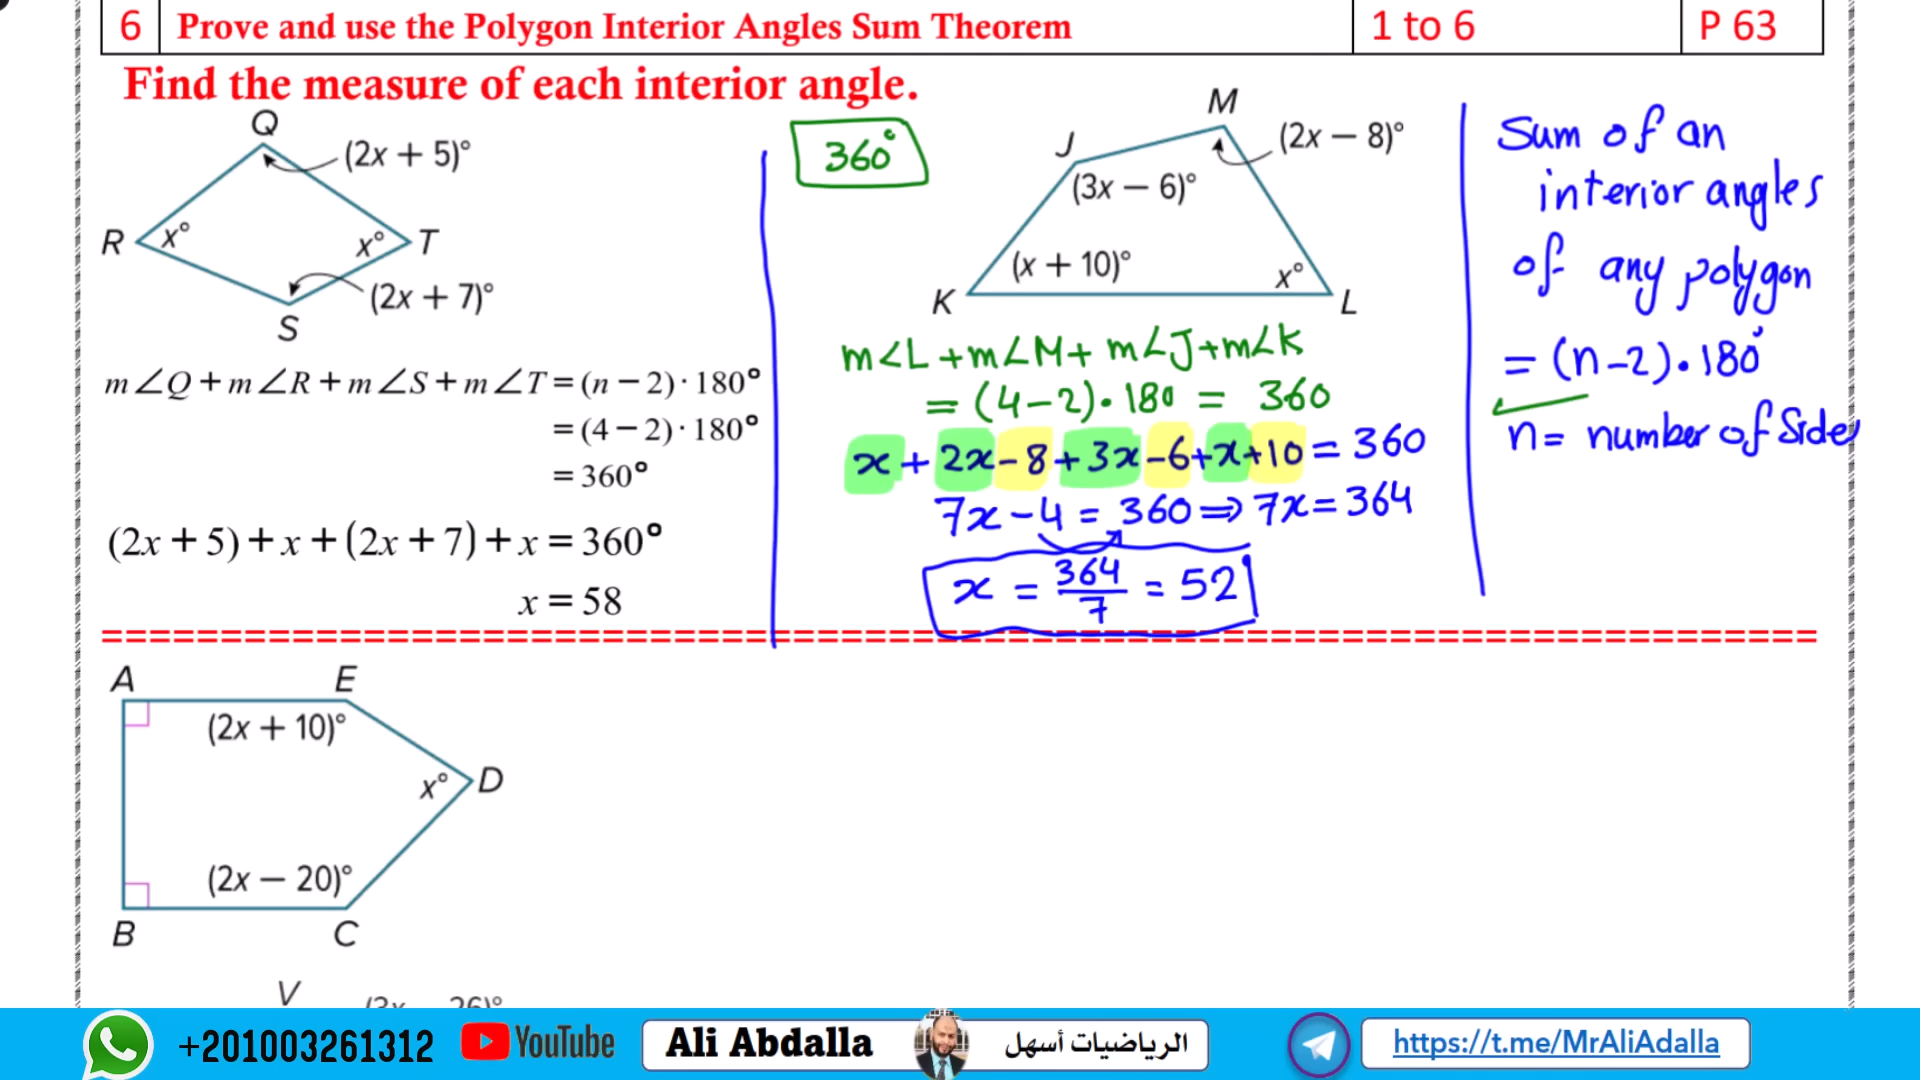 6 Prove and use the Polygon Interior Angles Sum Theorem 1 to 6 P 63
Find the measure of each interior angle.
Q
(2x + 5)°
R x° x° T
(2x + 7)°
S
m∠Q + m∠R + m∠S + m∠T = (n − 2) · 180°
= (4 − 2) · 180°
= 360°
(2x + 5) + x + (2x + 7) + x = 360°
x = 58
360°
M
J (2x − 8)°
(3x − 6)°
(x + 10)° x°
K L
m∠L + m∠M + m∠J + m∠K
= (4 − 2) · 180 = 360
x + 2x − 8 + 3x − 6 + x + 10 = 360
7x − 4 = 360 ⇒ 7x = 364
x = 364/7 = 52
Sum of an
interior angles
of any polygon
= (n − 2) · 180°
n = number of Sides
================================
A E
(2x + 10)°
x° D
(2x − 20)°
B C
V
+201003261312 YouTube Ali Abdalla الرياضيات أسهل https://t.me/MrAliAdalla